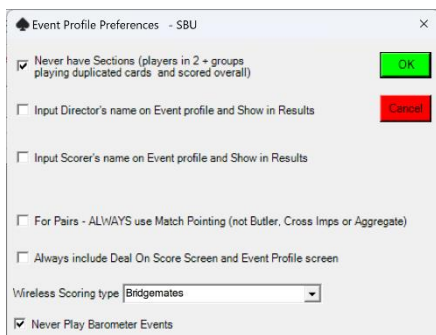 Event Profile Preferences - SBU
Never have Sections (players in 2 + groups
playing duplicated cards and scored overall)
OK
Input Director's name on Event profile and Show in Results
Cancel
Input Scorer's name on Event profile and Show in Results
For Pairs - ALWAYS use Match Pointing (not Butler, Cross Imps or Aggregate)
Always include Deal On Score Screen and Event Profile screen
Wireless Scoring type Bridgemates
Never Play Barometer Events